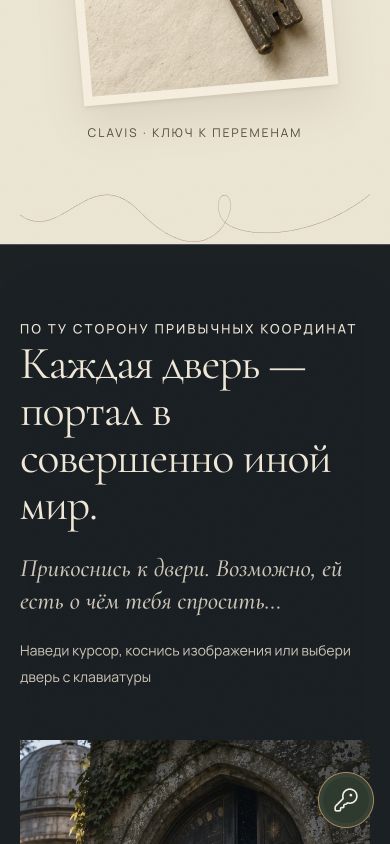 CLAVIS · КЛЮЧ К ПЕРЕМЕНАМ
ПО ТУ СТОРОНУ ПРИВЫЧНЫХ КООРДИНАТ
Каждая дверь —
портал в
совершенно иной
мир.
Прикоснись к двери. Возможно, ей
есть о чём тебя спросить...
Наведи курсор, коснись изображения или выбери
дверь с клавиатуры